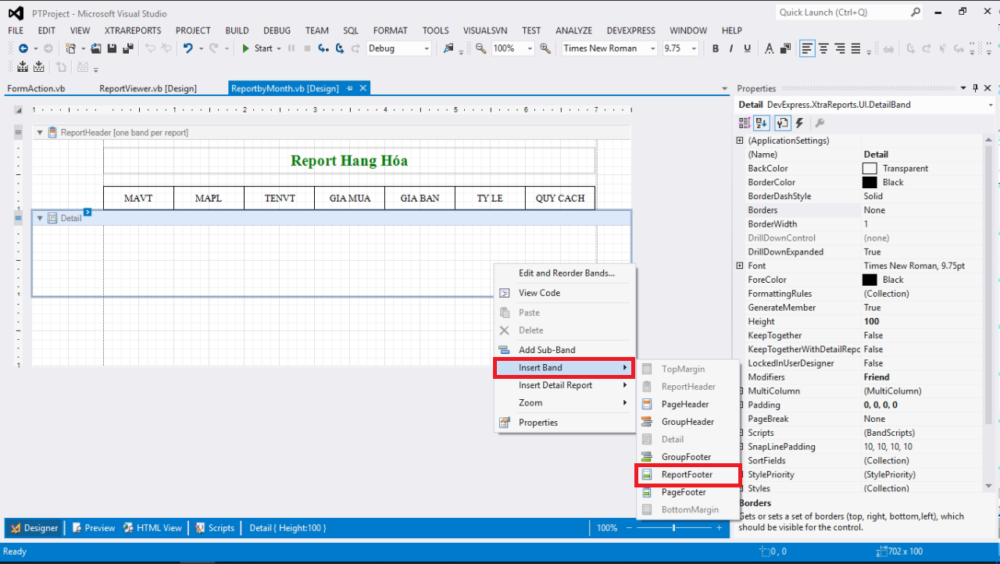 PTProject - Microsoft Visual Studio
Quick Launch (Ctrl+Q)
FILE EDIT VIEW XTRAREPORTS PROJECT BUILD DEBUG TEAM SQL FORMAT TOOLS VISUALSVN TEST ANALYZE DEVEXPRESS WINDOW HELP
Start Debug 100% Times New Roman 9.75 B I U A
FormAction.vb ReportViewer.vb [Design] ReportbyMonth.vb [Design]
1 1 2 3 4 5 6 7
ReportHeader [one band per report]
Report Hang Hóa
MAVT MAPL TENVT GIA MUA GIA BAN TY LE QUY CACH
Detail
Edit and Reorder Bands...
View Code
Paste
Delete
Add Sub-Band
Insert Band
Insert Detail Report
Zoom
Properties
TopMargin
ReportHeader
PageHeader
GroupHeader
Detail
GroupFooter
ReportFooter
PageFooter
BottomMargin
Properties
Detail DevExpress.XtraReports.UI.DetailBand
(ApplicationSettings)
(Name) Detail
BackColor Transparent
BorderColor Black
BorderDashStyle Solid
Borders None
BorderWidth 1
DrillDownControl (none)
DrillDownExpanded True
Font Times New Roman, 9.75pt
ForeColor Black
FormattingRules (Collection)
GenerateMember True
Height 100
KeepTogether False
KeepTogetherWithDetailRepc False
LockedInUserDesigner False
Modifiers Friend
MultiColumn (MultiColumn)
Padding 0, 0, 0, 0
PageBreak None
Scripts (BandScripts)
SnapLinePadding 10, 10, 10, 10
SortFields (Collection)
StylePriority (StylePriority)
Styles (Collection)
Borders
Gets or sets a set of borders (top, right, bottom,left), which
should be visible for the control.
Designer Preview HTML View Scripts Detail { Height:100 } 100%
Ready 0 , 0 702 x 100